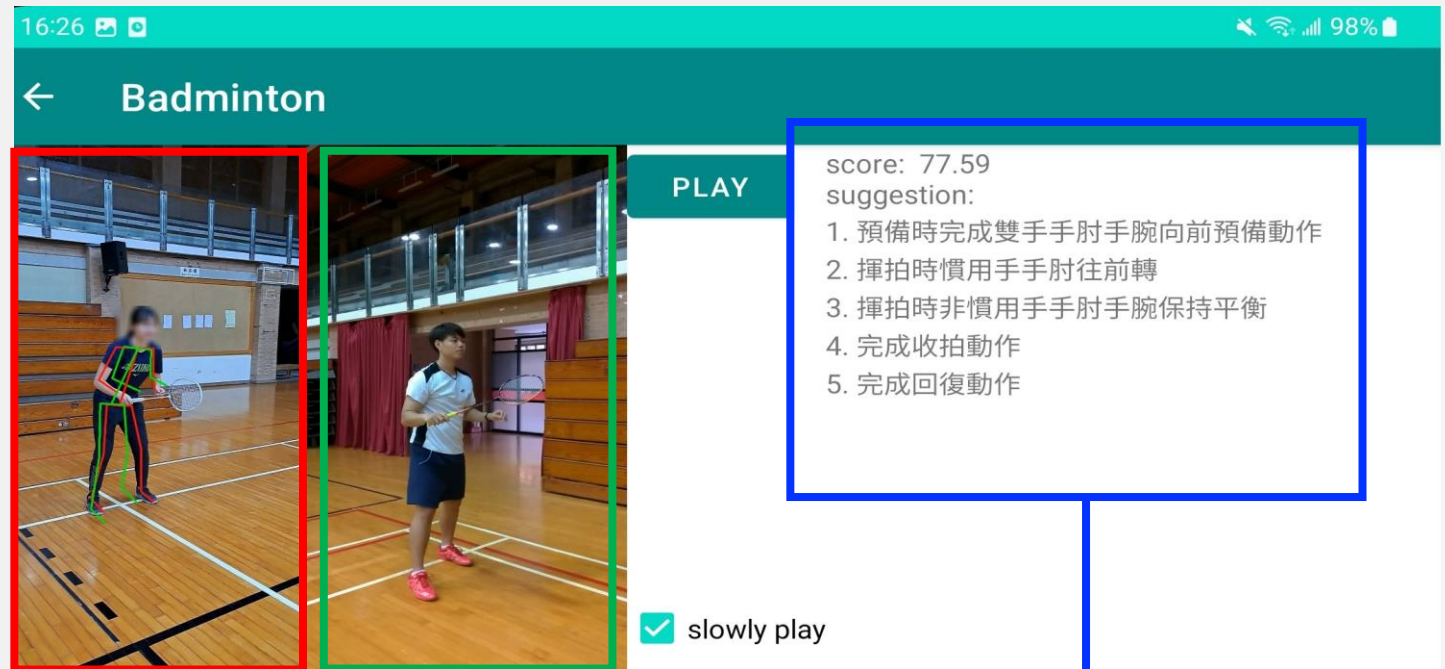 16:26
98%
Badminton
PLAY
score: 77.59
suggestion:
1. 預備時完成雙手手肘手腕向前預備動作
2. 揮拍時慣用手手肘往前轉
3. 揮拍時非慣用手手肘手腕保持平衡
4. 完成收拍動作
5. 完成回復動作
slowly play